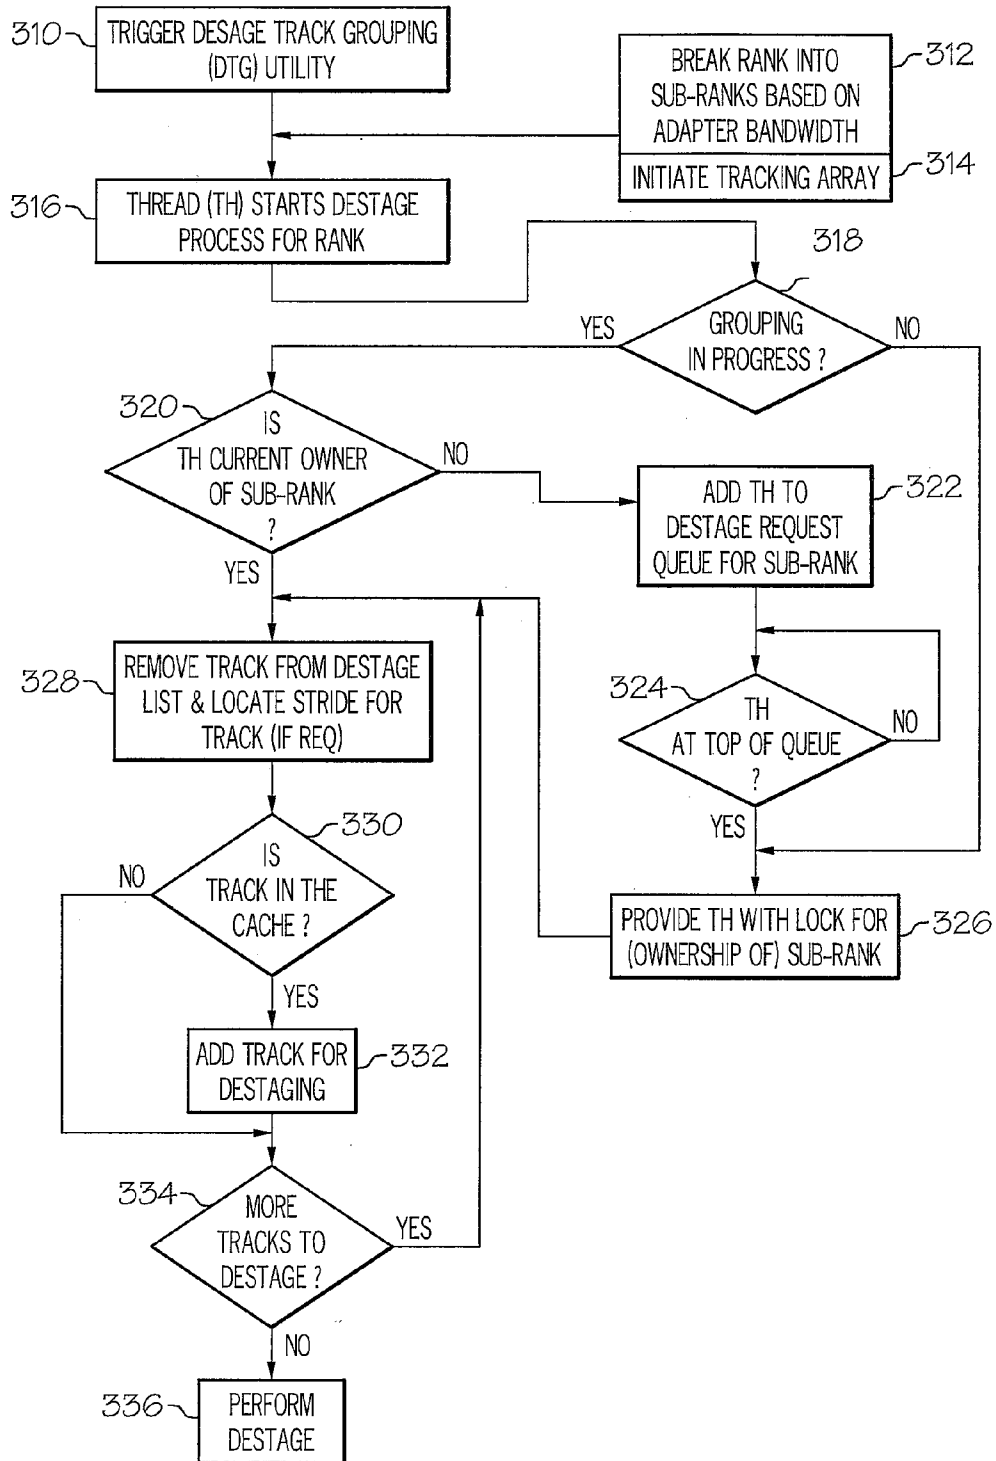 310
TRIGGER DESAGE TRACK GROUPING
(DTG) UTILITY
BREAK RANK INTO
SUB-RANKS BASED ON
ADAPTER BANDWIDTH
312
INITIATE TRACKING ARRAY
314
316
THREAD (TH) STARTS DESTAGE
PROCESS FOR RANK
318
GROUPING
IN PROGRESS ?
YES
NO
320
IS
TH CURRENT OWNER
OF SUB-RANK
?
NO
YES
ADD TH TO
DESTAGE REQUEST
QUEUE FOR SUB-RANK
322
324
TH
AT TOP OF QUEUE
?
NO
YES
PROVIDE TH WITH LOCK FOR
(OWNERSHIP OF) SUB-RANK
326
328
REMOVE TRACK FROM DESTAGE
LIST & LOCATE STRIDE FOR
TRACK (IF REQ)
330
IS
TRACK IN THE
CACHE ?
NO
YES
ADD TRACK FOR
DESTAGING
332
334
MORE
TRACKS TO
DESTAGE ?
YES
NO
336
PERFORM
DESTAGE